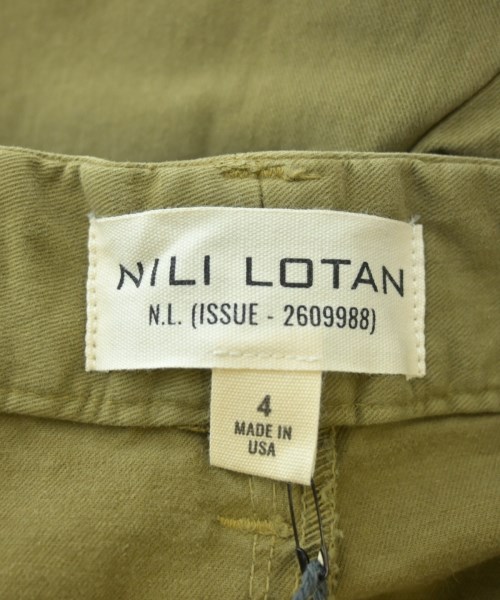 NILI LOTAN
N.L. (ISSUE - 2609988)
4
MADE IN
USA